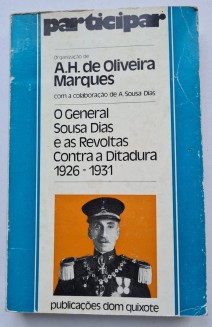 participar
Organização de
A.H. de Oliveira
Marques
com a colaboração de A. Sousa Dias
O General
Sousa Dias
e as Revoltas
Contra a Ditadura
1926-1931
publicações dom quixote